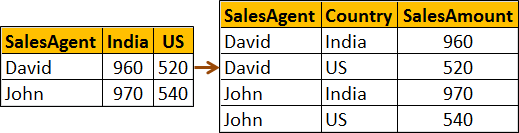 SalesAgent India US
David 960 520
John 970 540
SalesAgent Country SalesAmount
David India 960
David US 520
John India 970
John US 540